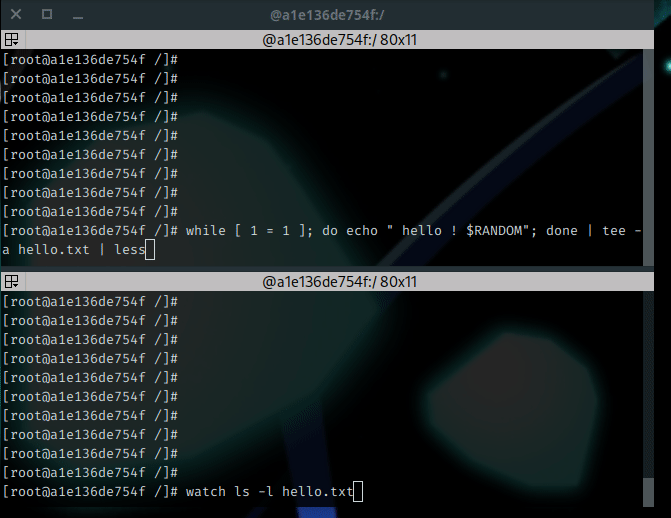 @a1e136de754f:/
@a1e136de754f:/ 80x11
[root@a1e136de754f /]#
[root@a1e136de754f /]#
[root@a1e136de754f /]#
[root@a1e136de754f /]#
[root@a1e136de754f /]#
[root@a1e136de754f /]#
[root@a1e136de754f /]#
[root@a1e136de754f /]#
[root@a1e136de754f /]#
[root@a1e136de754f /]# while [ 1 = 1 ]; do echo " hello ! $RANDOM"; done | tee -
a hello.txt | less
@a1e136de754f:/ 80x11
[root@a1e136de754f /]#
[root@a1e136de754f /]#
[root@a1e136de754f /]#
[root@a1e136de754f /]#
[root@a1e136de754f /]#
[root@a1e136de754f /]#
[root@a1e136de754f /]#
[root@a1e136de754f /]#
[root@a1e136de754f /]#
[root@a1e136de754f /]#
[root@a1e136de754f /]# watch ls -l hello.txt